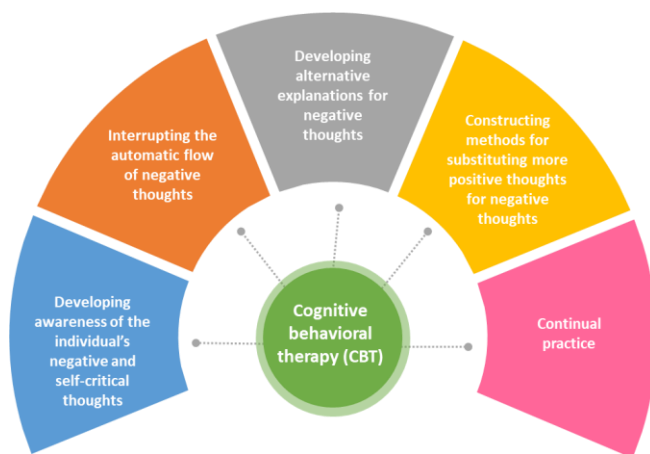 Developing
awareness of the
individual's
negative and
self-critical
thoughts
Interrupting the
automatic flow
of negative
thoughts
Developing
alternative
explanations for
negative
thoughts
Constructing
methods for
substituting more
positive thoughts
for negative
thoughts
Continual
practice
Cognitive
behavioral
therapy (CBT)